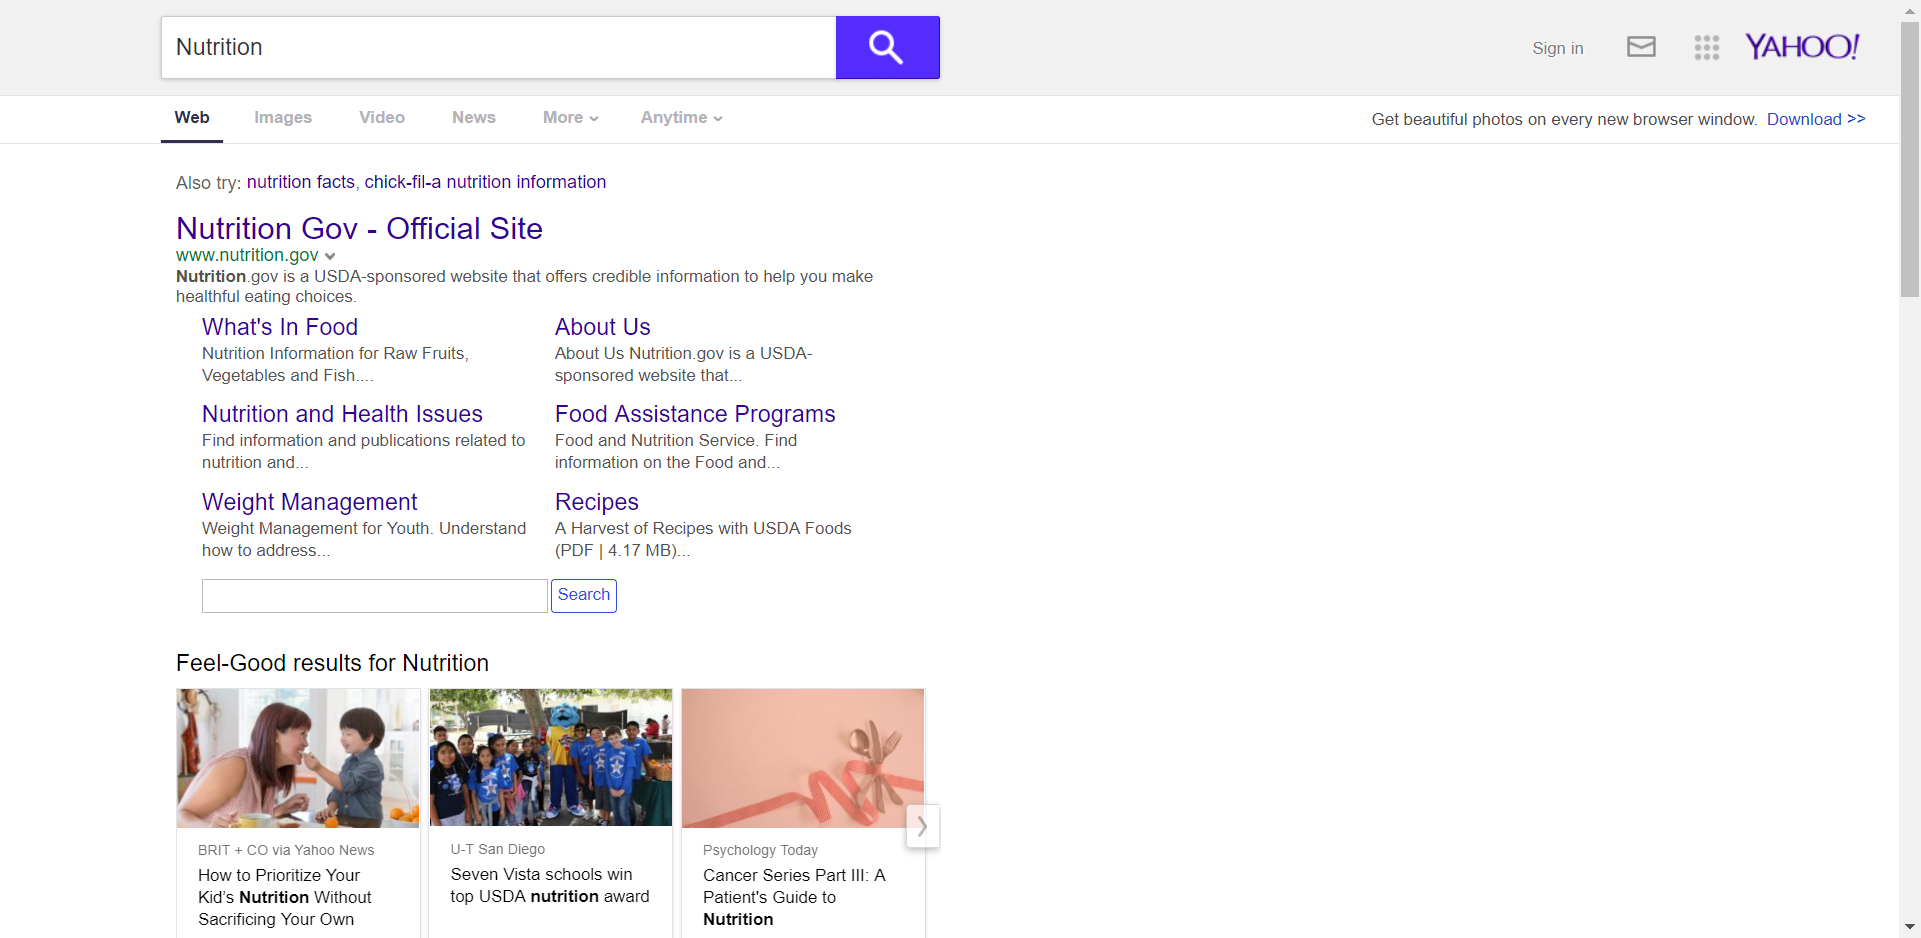 Nutrition
Sign in
YAHOO!
Web Images Video News More Anytime
Get beautiful photos on every new browser window. Download >>
Also try: nutrition facts, chick-fil-a nutrition information
Nutrition Gov - Official Site
www.nutrition.gov
Nutrition.gov is a USDA-sponsored website that offers credible information to help you make
healthful eating choices.
What's In Food
Nutrition Information for Raw Fruits,
Vegetables and Fish....
About Us
About Us Nutrition.gov is a USDA-
sponsored website that...
Nutrition and Health Issues
Find information and publications related to
nutrition and...
Food Assistance Programs
Food and Nutrition Service. Find
information on the Food and...
Weight Management
Weight Management for Youth. Understand
how to address...
Recipes
A Harvest of Recipes with USDA Foods
(PDF | 4.17 MB)...
Search
Feel-Good results for Nutrition
BRIT + CO via Yahoo News
How to Prioritize Your
Kid’s Nutrition Without
Sacrificing Your Own
U-T San Diego
Seven Vista schools win
top USDA nutrition award
Psychology Today
Cancer Series Part III: A
Patient's Guide to
Nutrition